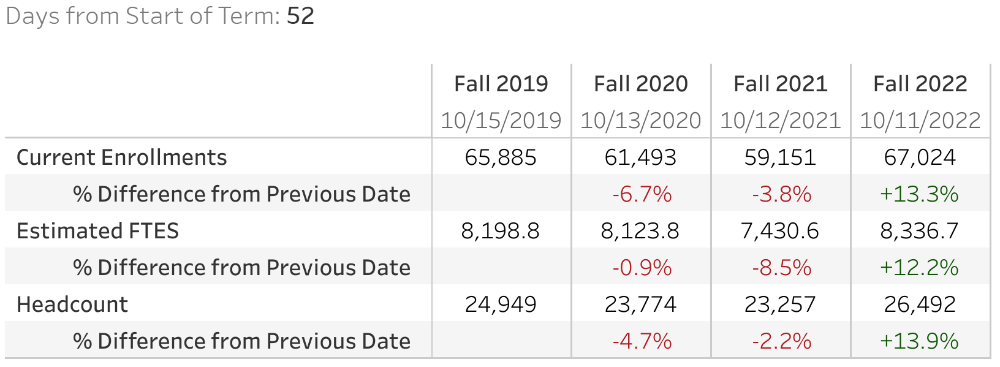 Days from Start of Term: 52
Fall 2019 Fall 2020 Fall 2021 Fall 2022
10/15/2019 10/13/2020 10/12/2021 10/11/2022
Current Enrollments 65,885 61,493 59,151 67,024
% Difference from Previous Date -6.7% -3.8% +13.3%
Estimated FTES 8,198.8 8,123.8 7,430.6 8,336.7
% Difference from Previous Date -0.9% -8.5% +12.2%
Headcount 24,949 23,774 23,257 26,492
% Difference from Previous Date -4.7% -2.2% +13.9%